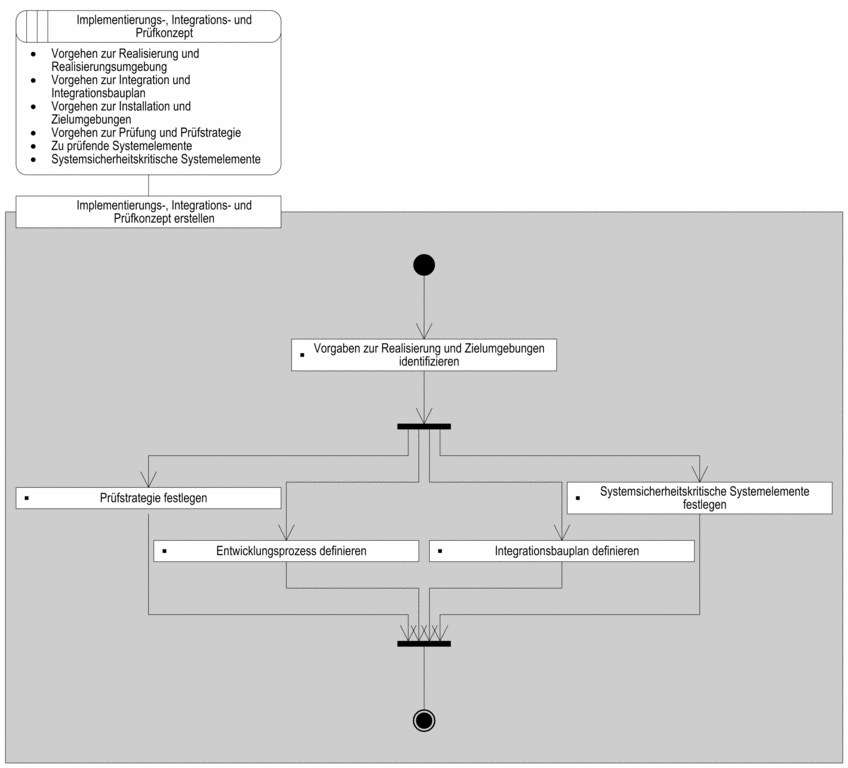 Implementierungs-, Integrations- und
Prüfkonzept
• Vorgehen zur Realisierung und
Realisierungsumgebung
• Vorgehen zur Integration und
Integrationsbauplan
• Vorgehen zur Installation und
Zielumgebungen
• Vorgehen zur Prüfung und Prüfstrategie
• Zu prüfende Systemelemente
• Systemsicherheitskritische Systemelemente
Implementierungs-, Integrations- und
Prüfkonzept erstellen
▪ Vorgaben zur Realisierung und Zielumgebungen
identifizieren
▪ Prüfstrategie festlegen
▪ Systemsicherheitskritische Systemelemente
festlegen
▪ Entwicklungsprozess definieren
▪ Integrationsbauplan definieren